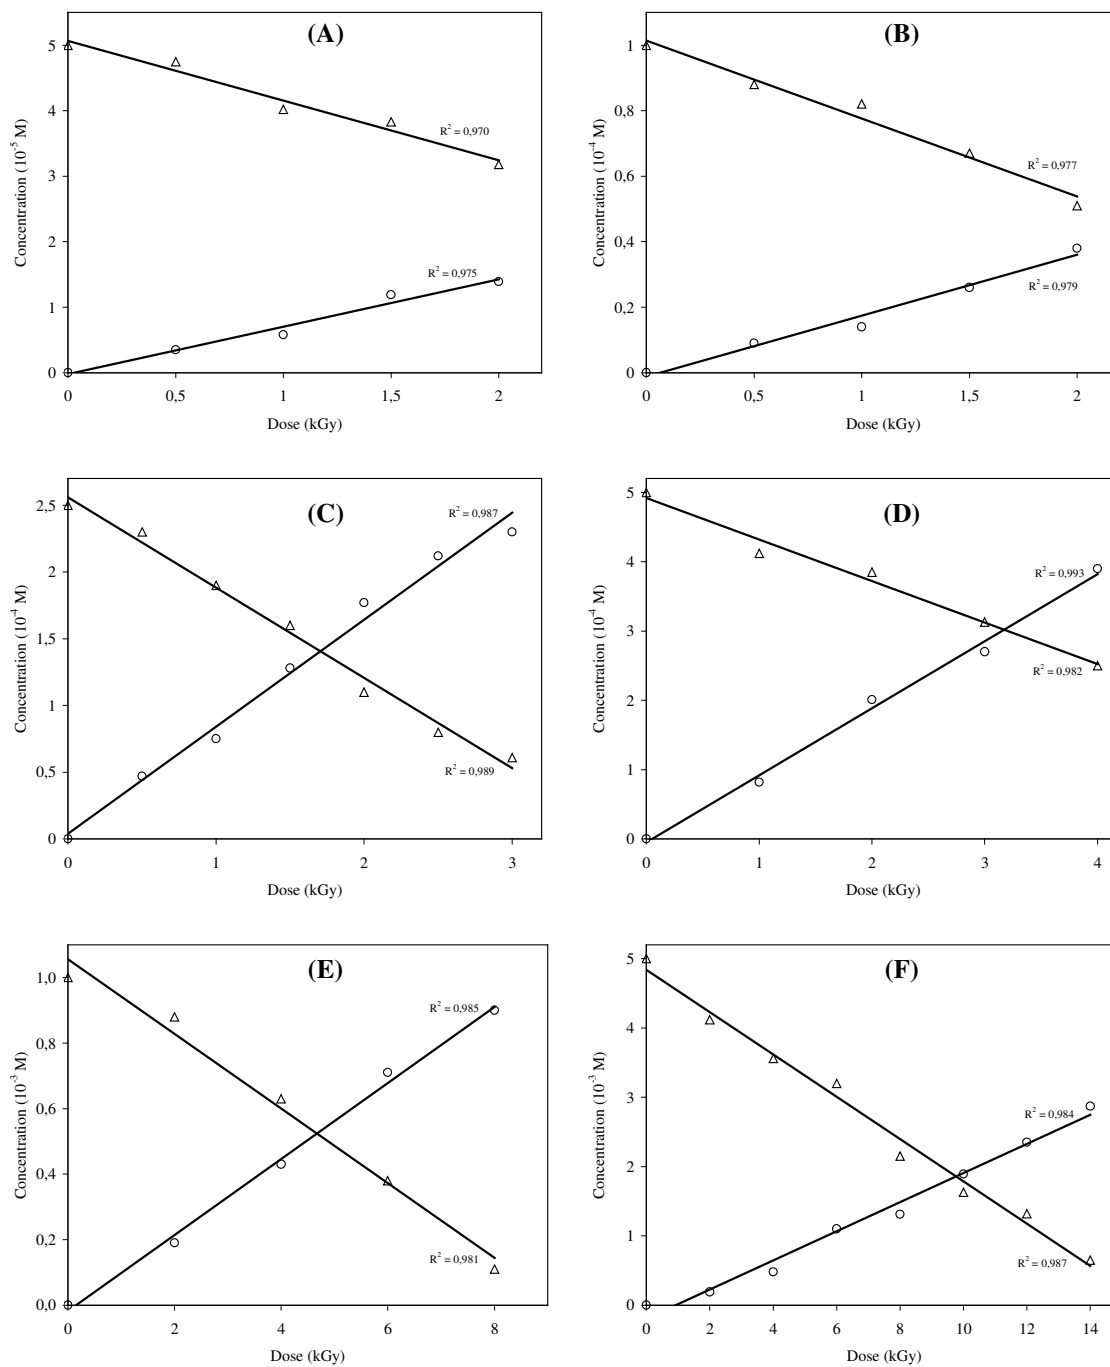 (A)
Concentration (10⁻⁵ M)
5
4
3
2
1
0
R² = 0,970
R² = 0,975
0 0,5 1 1,5 2
Dose (kGy)
(B)
Concentration (10⁻⁴ M)
1
0,8
0,6
0,4
0,2
0
R² = 0,977
R² = 0,979
0 0,5 1 1,5 2
Dose (kGy)
(C)
Concentration (10⁻⁴ M)
2,5
2
1,5
1
0,5
0
R² = 0,987
R² = 0,989
0 1 2 3
Dose (kGy)
(D)
Concentration (10⁻⁴ M)
5
4
3
2
1
0
R² = 0,993
R² = 0,982
0 1 2 3 4
Dose (kGy)
(E)
Concentration (10⁻³ M)
1,0
0,8
0,6
0,4
0,2
0,0
R² = 0,985
R² = 0,981
0 2 4 6 8
Dose (kGy)
(F)
Concentration (10⁻³ M)
5
4
3
2
1
0
R² = 0,984
R² = 0,987
0 2 4 6 8 10 12 14
Dose (kGy)